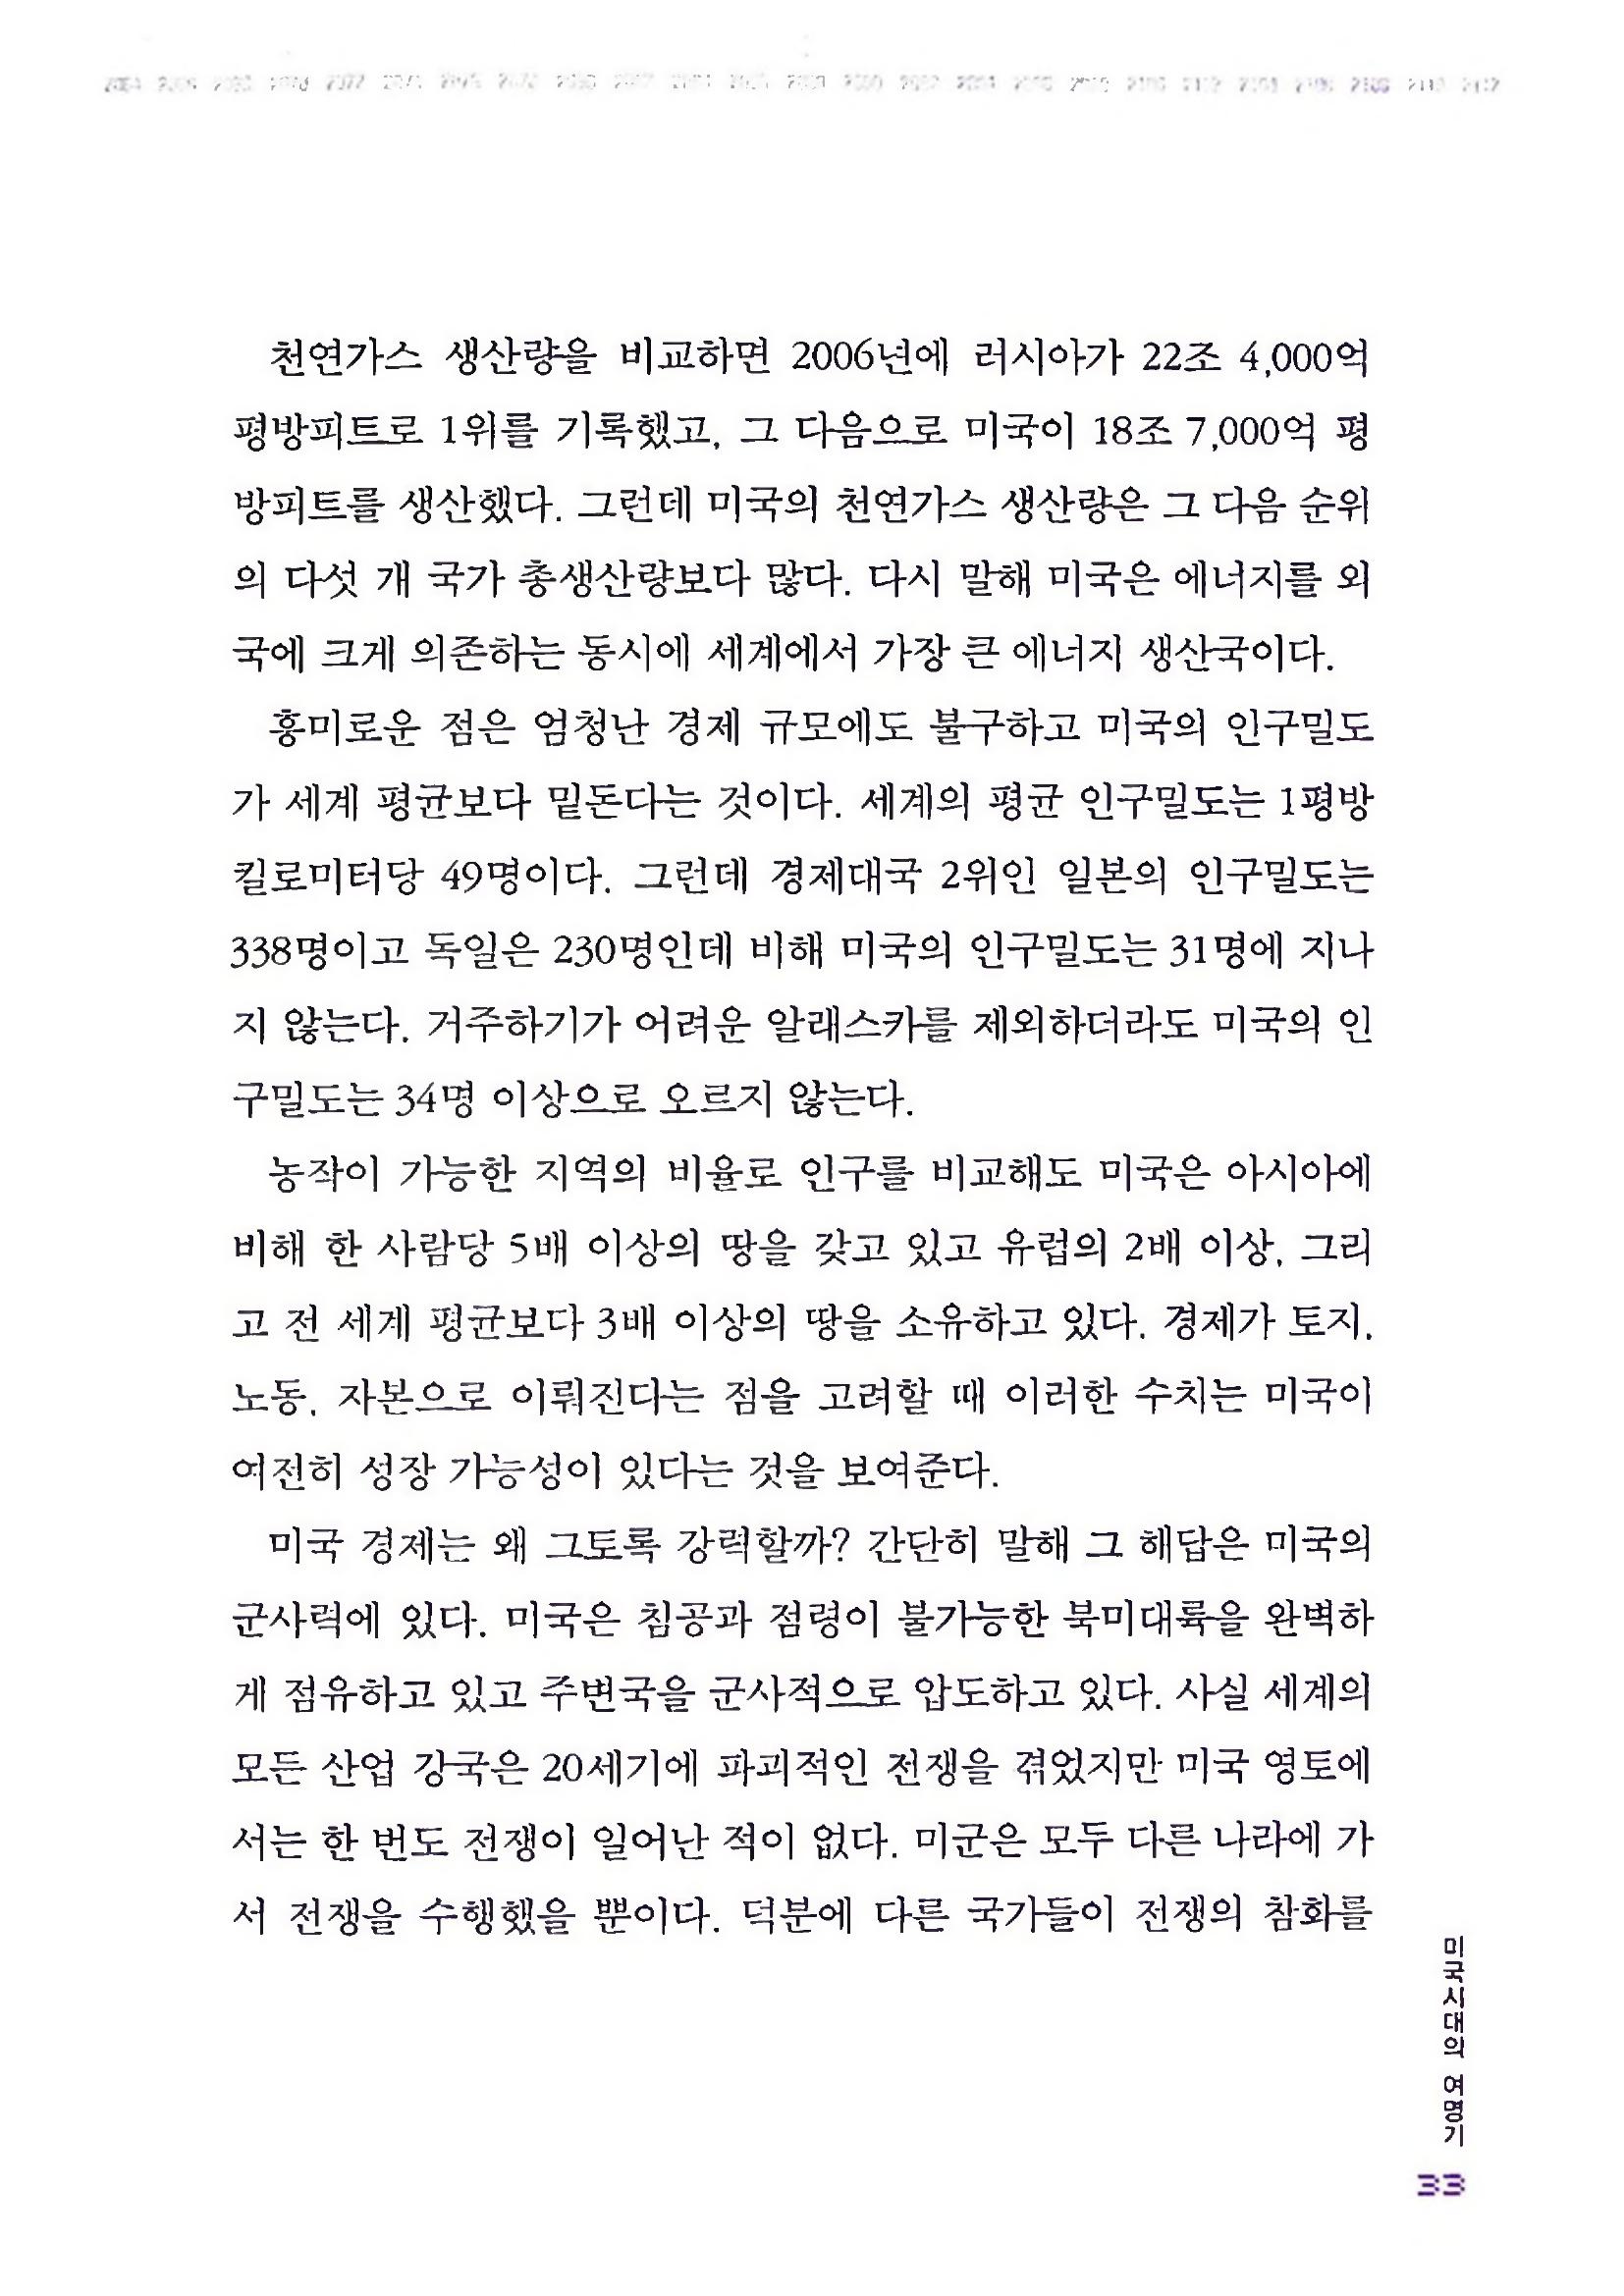 천연가스 생산량을 비교하면 2006년에 러시아가 22조 4,000억
평방피트로 1위를 기록했고, 그 다음으로 미국이 18조 7,000억 평
방피트를 생산했다. 그런데 미국의 천연가스 생산량은 그 다음 순위
의 다섯 개 국가 총생산량보다 많다. 다시 말해 미국은 에너지를 외
국에 크게 의존하는 동시에 세계에서 가장 큰 에너지 생산국이다.
흥미로운 점은 엄청난 경제 규모에도 불구하고 미국의 인구밀도
가 세계 평균보다 밑돈다는 것이다. 세계의 평균 인구밀도는 1평방
킬로미터당 49명이다. 그런데 경제대국 2위인 일본의 인구밀도는
338명이고 독일은 230명인데 비해 미국의 인구밀도는 31명에 지나
지 않는다. 거주하기가 어려운 알래스카를 제외하더라도 미국의 인
구밀도는 34명 이상으로 오르지 않는다.
농작이 가능한 지역의 비율로 인구를 비교해도 미국은 아시아에
비해 한 사람당 5배 이상의 땅을 갖고 있고 유럽의 2배 이상, 그리
고 전 세계 평균보다 3배 이상의 땅을 소유하고 있다. 경제가 토지,
노동, 자본으로 이뤄진다는 점을 고려할 때 이러한 수치는 미국이
여전히 성장 가능성이 있다는 것을 보여준다.
미국 경제는 왜 그토록 강력할까? 간단히 말해 그 해답은 미국의
군사력에 있다. 미국은 침공과 점령이 불가능한 북미대륙을 완벽하
게 점유하고 있고 주변국을 군사적으로 압도하고 있다. 사실 세계의
모든 산업 강국은 20세기에 파괴적인 전쟁을 겪었지만 미국 영토에
서는 한 번도 전쟁이 일어난 적이 없다. 미군은 모두 다른 나라에 가
서 전쟁을 수행했을 뿐이다. 덕분에 다른 국가들이 전쟁의 참화를
미국시대의 여명기
33